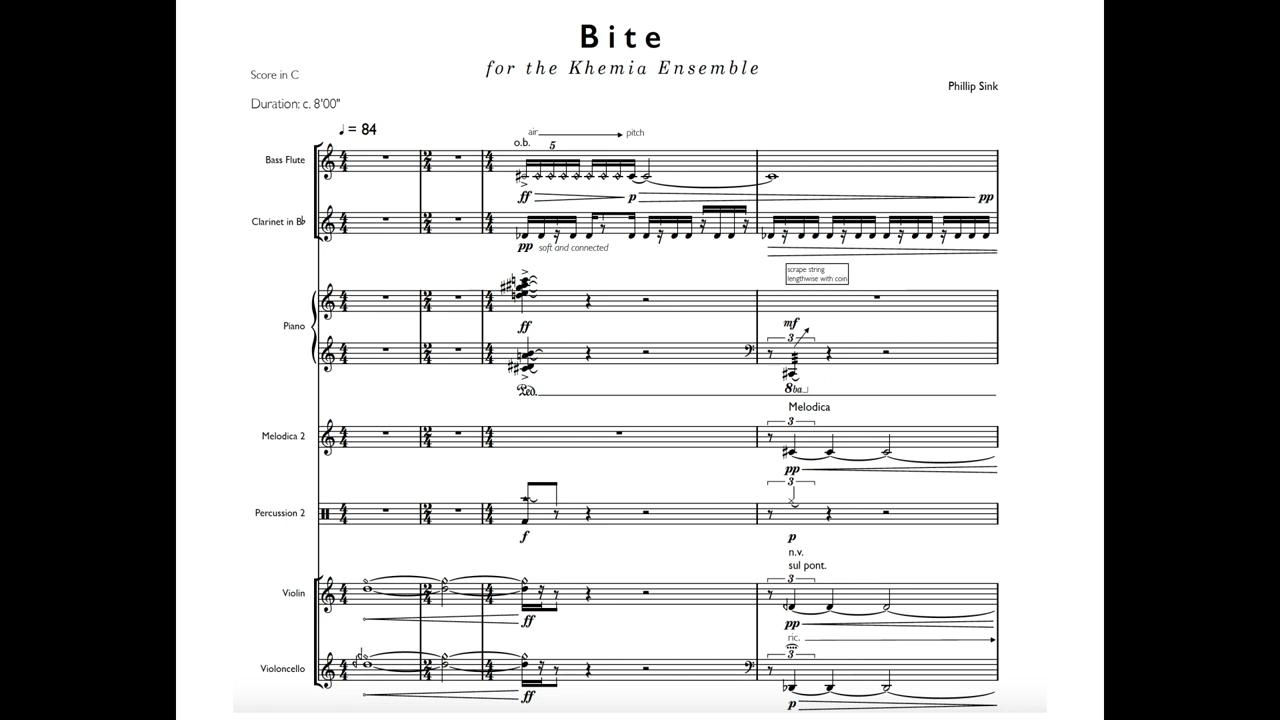 Bite
for the Khemia Ensemble
Score in C
Phillip Sink
Duration: c. 8'00"
♩ = 84
air pitch
o.b. 5
Bass Flute
ff p pp
Clarinet in B♭
pp soft and connected
scrape string
lengthwise with coin
Piano
ff mf
3
8ba
Ped.
Melodica
3
Melodica 2
pp
3
Percussion 2
f p
n.v.
sul pont.
3
Violin
ff pp
ric.
3
Violoncello
ff p